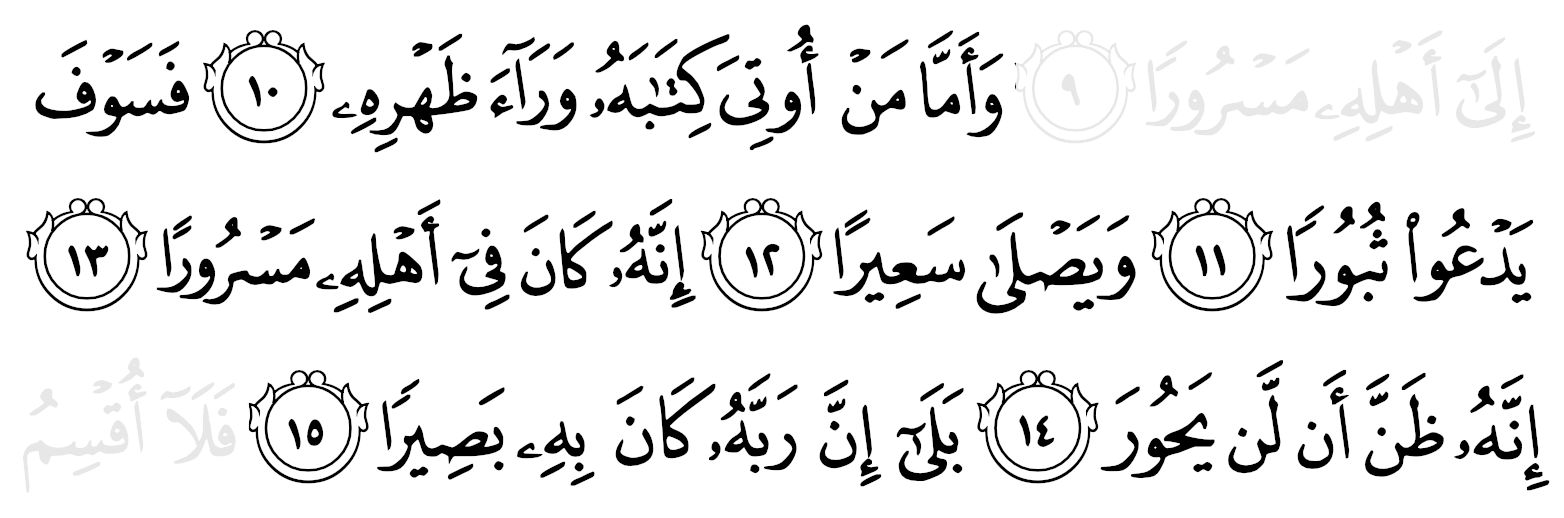 إِلَىٰٓ أَهْلِهِۦ مَسْرُورًا ٩ وَأَمَّا مَنْ أُوتِىَ كِتَـٰبَهُۥ وَرَآءَ ظَهْرِهِۦ ١٠ فَسَوْفَ
يَدْعُوا۟ ثُبُورًا ١١ وَيَصْلَىٰ سَعِيرًا ١٢ إِنَّهُۥ كَانَ فِىٓ أَهْلِهِۦ مَسْرُورًا ١٣
إِنَّهُۥ ظَنَّ أَن لَّن يَحُورَ ١٤ بَلَىٰٓ إِنَّ رَبَّهُۥ كَانَ بِهِۦ بَصِيرًا ١٥ فَلَآ أُقْسِمُ